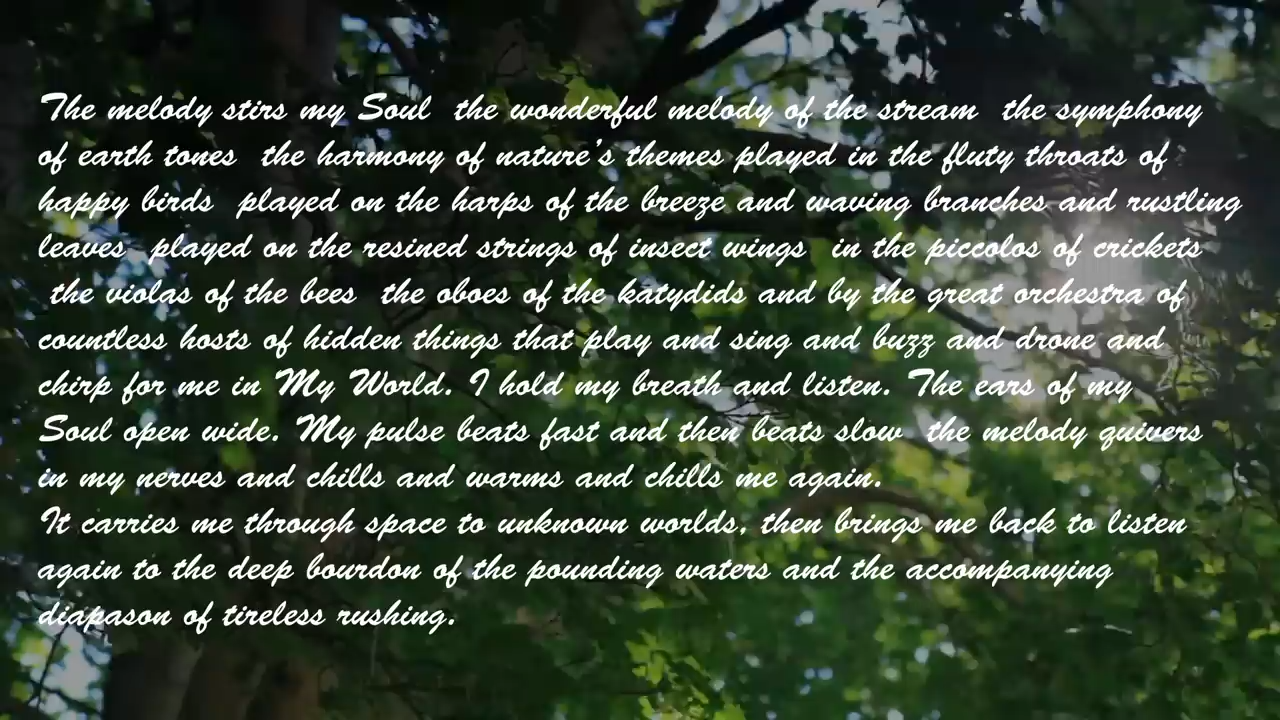 The melody stirs my Soul  the wonderful melody of the stream  the symphony
of earth tones  the harmony of nature's themes played in the fluty throats of
happy birds  played on the harps of the breeze and waving branches and rustling
leaves  played on the resined strings of insect wings  in the piccolos of crickets
the violas of the bees  the oboes of the katydids and by the great orchestra of
countless hosts of hidden things that play and sing and buzz and drone and
chirp for me in My World. I hold my breath and listen. The ears of my
Soul open wide. My pulse beats fast and then beats slow  the melody quivers
in my nerves and chills and warms and chills me again.
It carries me through space to unknown worlds, then brings me back to listen
again to the deep bourdon of the pounding waters and the accompanying
diapason of tireless rushing.